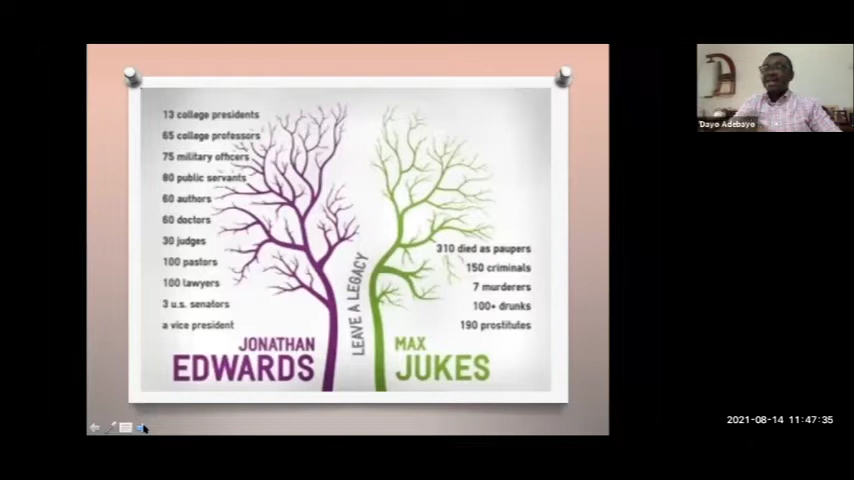 13 college presidents
65 college professors
75 military officers
80 public servants
60 authors
60 doctors
30 judges
100 pastors
100 lawyers
3 u.s. senators
a vice president
JONATHAN
EDWARDS
LEAVE A LEGACY
310 died as paupers
150 criminals
7 murderers
100+ drunks
190 prostitutes
MAX
JUKES
Dayo Adebayo
2021-08-14 11:47:35